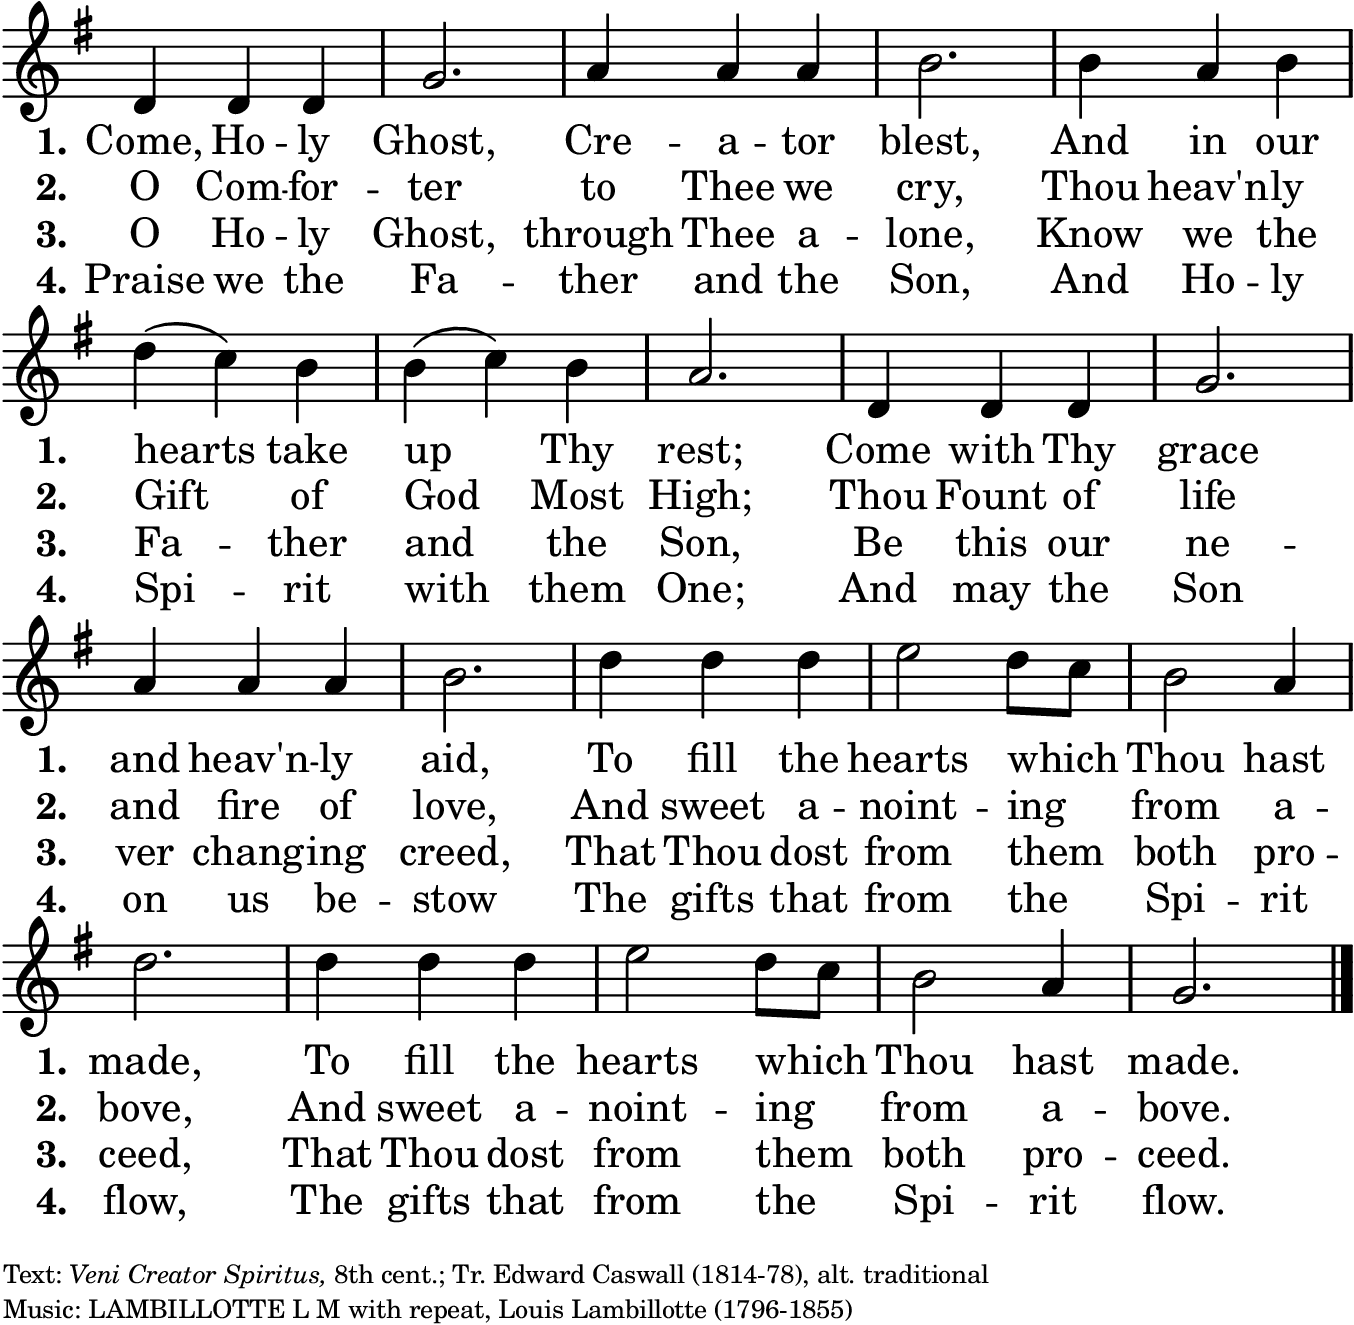 1. Come, Ho - ly Ghost, Cre - a - tor blest, And in our
2. O Com - for - ter to Thee we cry, Thou heav'nly
3. O Ho - ly Ghost, through Thee a - lone, Know we the
4. Praise we the Fa - ther and the Son, And Ho - ly
1. hearts take up Thy rest; Come with Thy grace
2. Gift of God Most High; Thou Fount of life
3. Fa - ther and the Son, Be this our ne -
4. Spi - rit with them One; And may the Son
1. and heav'n - ly aid, To fill the hearts which Thou hast
2. and fire of love, And sweet a - noint - ing from a -
3. ver changing creed, That Thou dost from them both pro -
4. on us be - stow The gifts that from the Spi - rit
1. made, To fill the hearts which Thou hast made.
2. bove, And sweet a - noint - ing from a - bove.
3. ceed, That Thou dost from them both pro - ceed.
4. flow, The gifts that from the Spi - rit flow.
Text: Veni Creator Spiritus, 8th cent.; Tr. Edward Caswall (1814-78), alt. traditional
Music: LAMBILLOTTE L M with repeat, Louis Lambillotte (1796-1855)